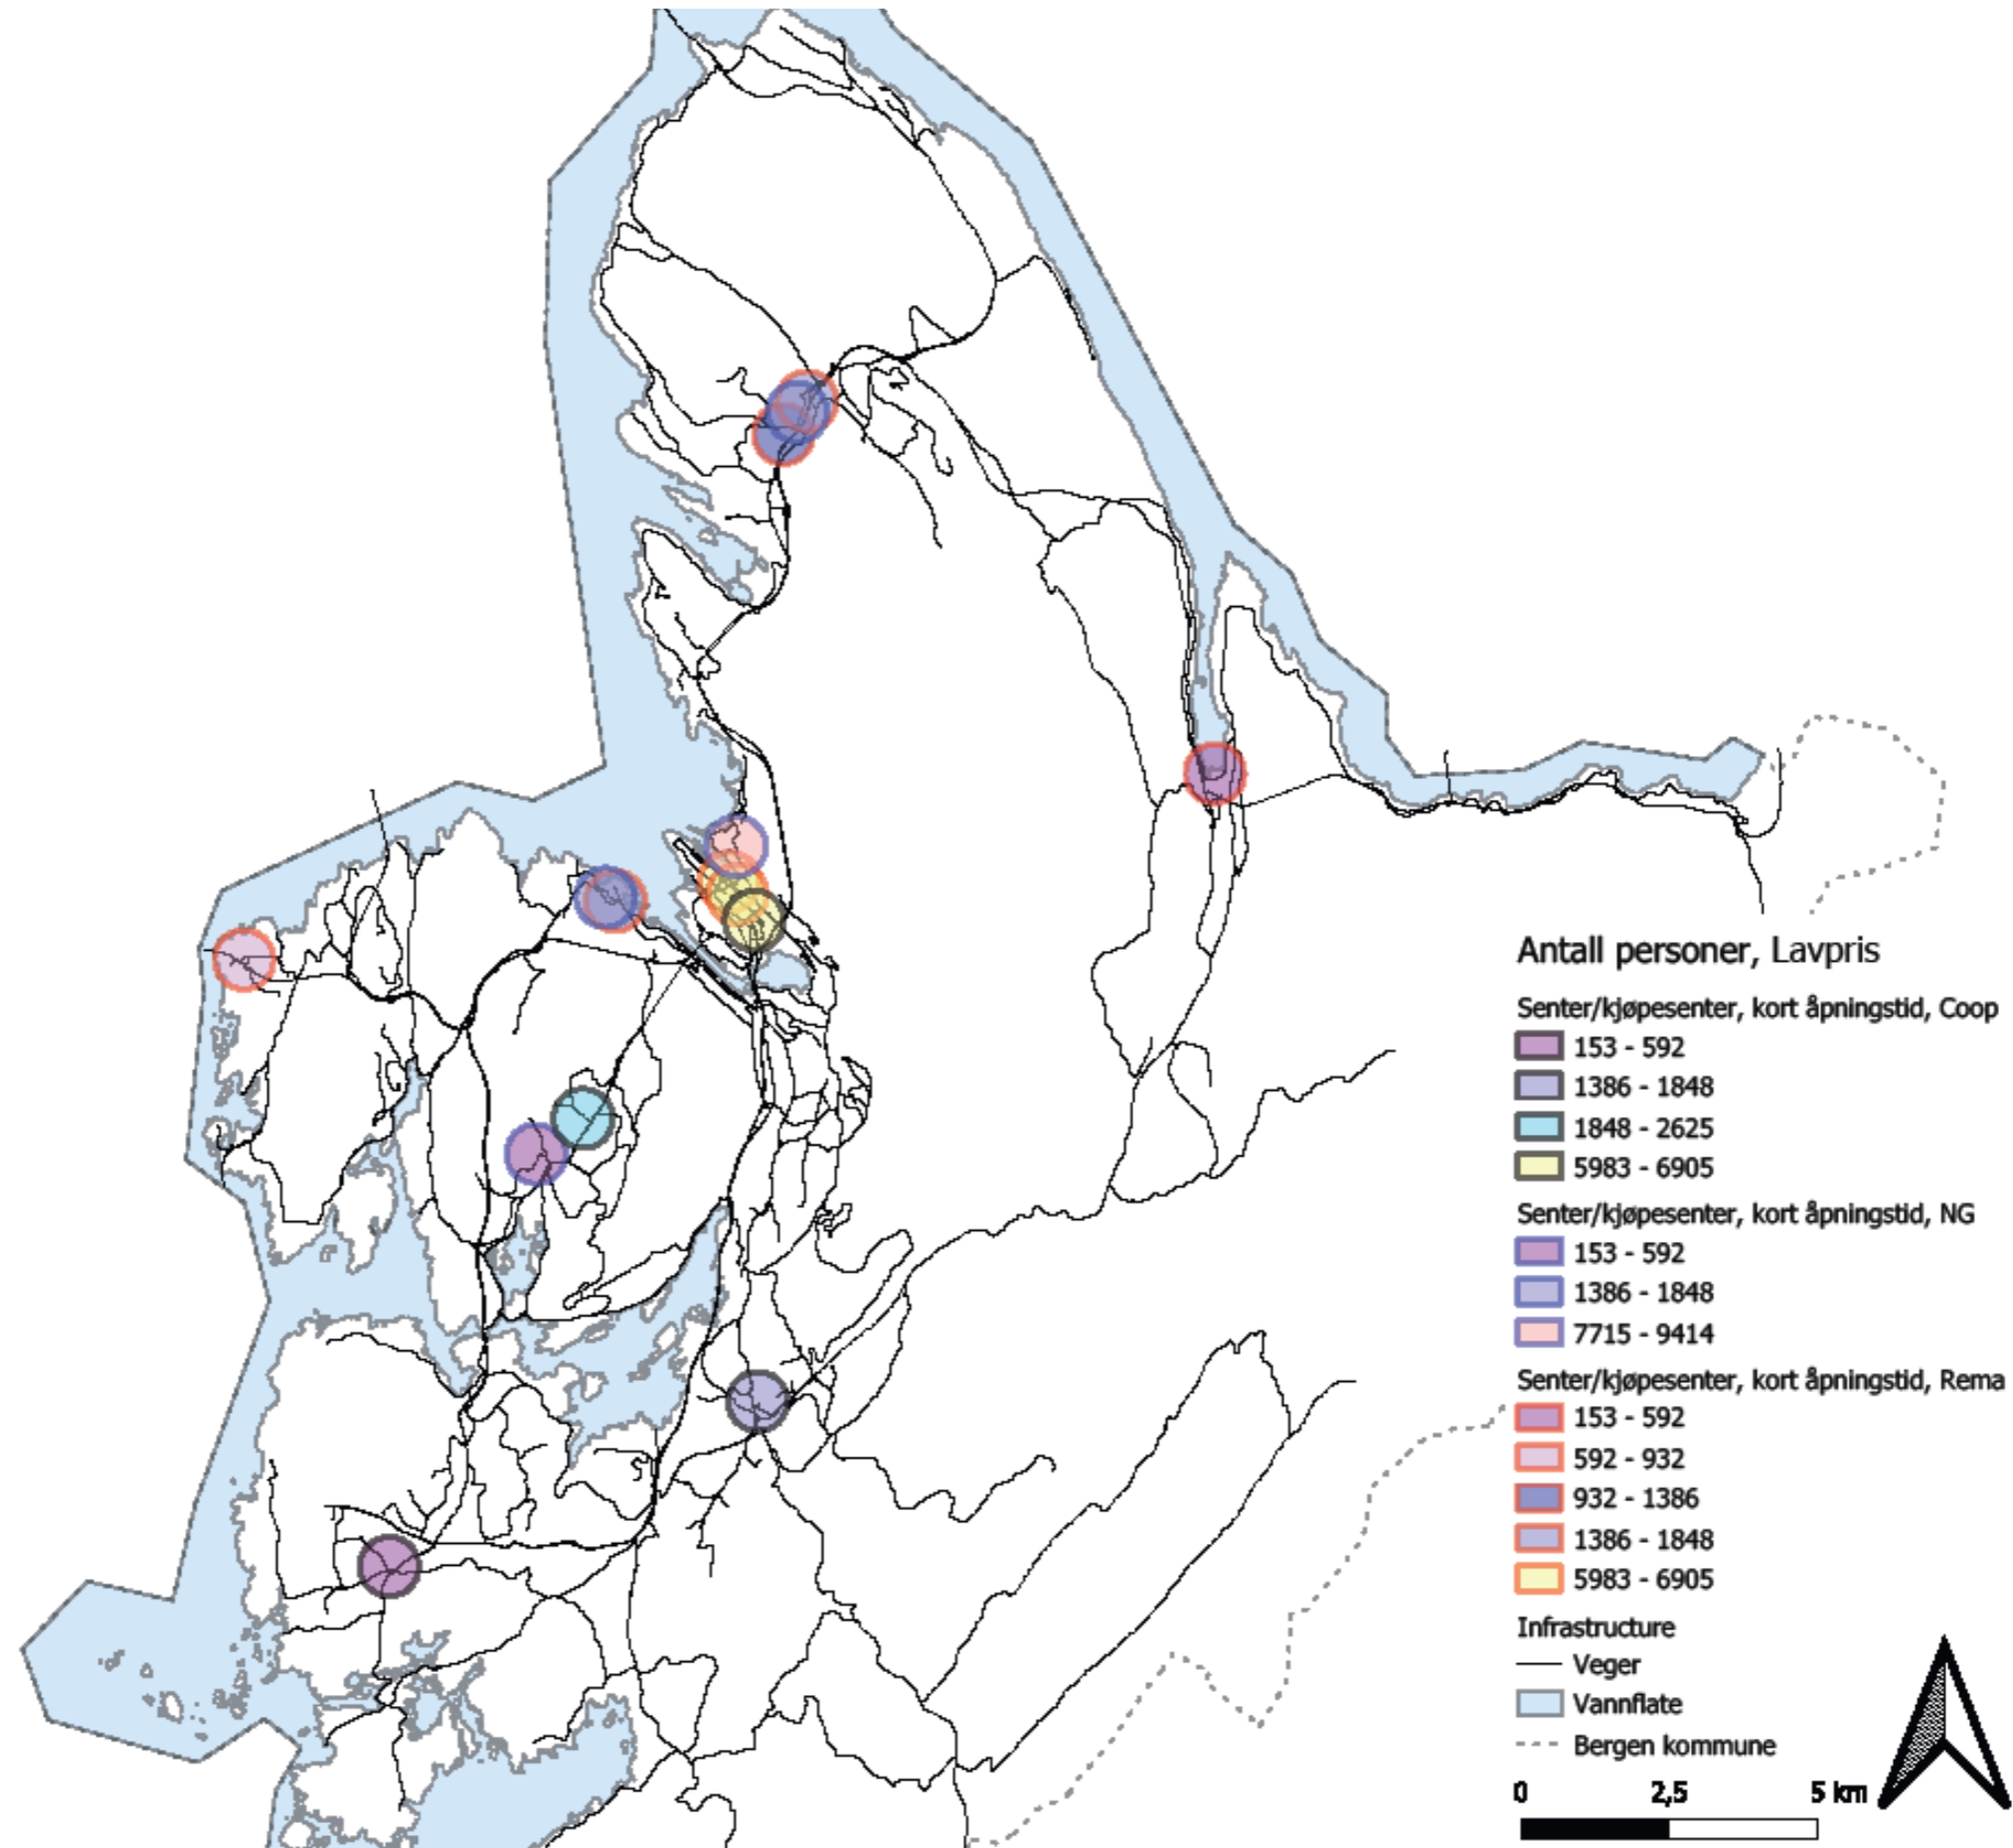 Antall personer, Lavpris
Senter/kjøpesenter, kort åpningstid, Coop
153 - 592
1386 - 1848
1848 - 2625
5983 - 6905
Senter/kjøpesenter, kort åpningstid, NG
153 - 592
1386 - 1848
7715 - 9414
Senter/kjøpesenter, kort åpningstid, Rema
153 - 592
592 - 932
932 - 1386
1386 - 1848
5983 - 6905
Infrastructure
Veger
Vannflate
Bergen kommune
0 2,5 5 km